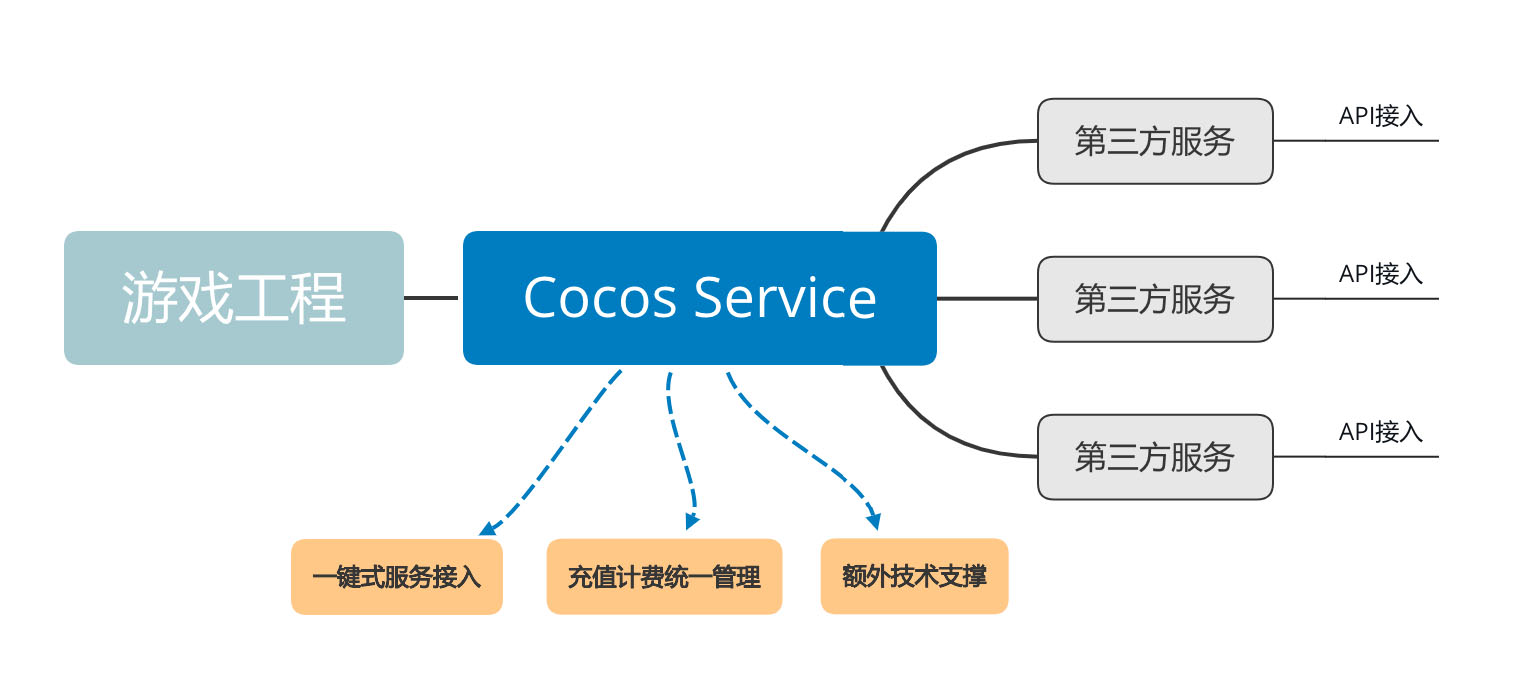 API接入
第三方服务
游戏工程
Cocos Service
API接入
第三方服务
API接入
第三方服务
一键式服务接入
充值计费统一管理
额外技术支撑